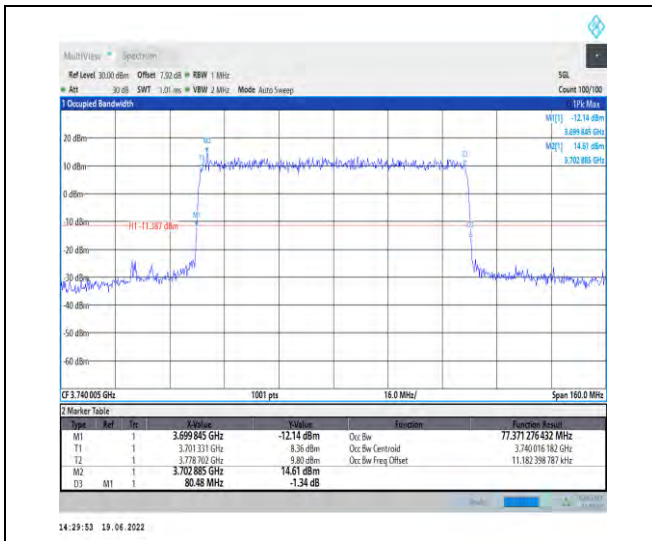 MultiView Spectrum
Ref Level 30.00 dBm Offset 7.92 dB RBW 1 MHz SGL
Att 30 dB SWT 1.01 ms VBW 2 MHz Mode Auto Sweep Count 100/100
1 Occupied Bandwidth 1Pk Max
M1[1] -12.14 dBm
3.699 845 GHz
M2[1] 14.61 dBm
3.702 885 GHz
M2
20 dBm
T1
10 dBm
0 dBm
M1
-10 dBm
H1 -11.387 dBm
D3
-20 dBm
-30 dBm
-40 dBm
-50 dBm
-60 dBm
CF 3.740 005 GHz 1001 pts 16.0 MHz/ Span 160.0 MHz
2 Marker Table
Type Ref Trc X-Value Y-Value Function Function Result
M1 1 3.699 845 GHz -12.14 dBm Occ Bw 77.371 276 432 MHz
T1 1 3.701 331 GHz 8.36 dBm Occ Bw Centroid 3.740 016 182 GHz
T2 1 3.778 702 GHz 9.80 dBm Occ Bw Freq Offset 11.182 398 787 kHz
M2 1 3.702 885 GHz 14.61 dBm
D3 M1 1 80.48 MHz -1.34 dB
14:29:53 19.06.2022